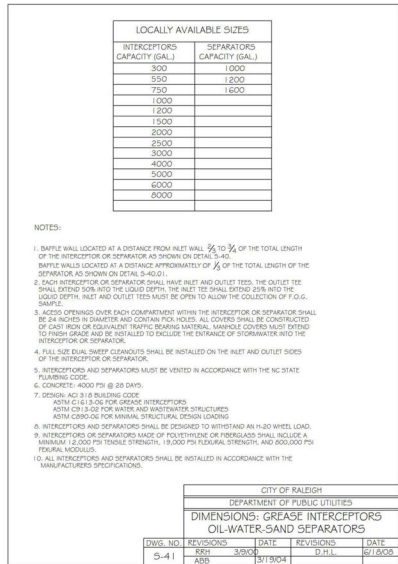 LOCALLY AVAILABLE SIZES
INTERCEPTORS SEPARATORS
CAPACITY (GAL.) CAPACITY (GAL.)
300 1000
550 1200
750 1600
1000
1200
1500
2000
2500
3000
4000
5000
6000
8000
NOTES:
1. BAFFLE WALL LOCATED AT A DISTANCE FROM INLET WALL 2/3 TO 3/4 OF THE TOTAL LENGTH
OF THE INTERCEPTOR OR SEPARATOR AS SHOWN ON DETAIL S-40.
BAFFLE WALLS LOCATED AT A DISTANCE APPROXIMATELY OF 1/3 OF THE TOTAL LENGTH OF THE
SEPARATOR AS SHOWN ON DETAIL S-40.01.
2. EACH INTERCEPTOR OR SEPARATOR SHALL HAVE INLET AND OUTLET TEES. THE OUTLET TEE
SHALL EXTEND 50% INTO THE LIQUID DEPTH. THE INLET TEE SHALL EXTEND 25% INTO THE
LIQUID DEPTH. INLET AND OUTLET TEES MUST BE OPEN TO ALLOW THE COLLECTION OF F.O.G.
SAMPLE.
3. ACESS OPENINGS OVER EACH COMPARTMENT WITHIN THE INTERCEPTOR OR SEPARATOR SHALL
BE 24 INCHES IN DIAMETER AND CONTAIN PICK HOLES. ALL COVERS SHALL BE CONSTRUCTED
OF CAST IRON OR EQUIVALENT TRAFFIC BEARING MATERIAL. MANHOLE COVERS MUST EXTEND
TO FINISH GRADE AND BE INSTALLED TO EXCLUDE THE ENTRANCE OF STORMWATER INTO THE
INTERCEPTOR OR SEPARATOR.
4. FULL SIZE DUAL SWEEP CLEANOUTS SHALL BE INSTALLED ON THE INLET AND OUTLET SIDES
OF THE INTERCEPTOR OR SEPARATOR.
5. INTERCEPTORS AND SEPARATORS MUST BE VENTED IN ACCORDANCE WITH THE NC STATE
PLUMBING CODE.
6. CONCRETE: 4000 PSI @ 28 DAYS.
7. DESIGN: ACI 318 BUILDING CODE
ASTM C1613-06 FOR GREASE INTERCEPTORS
ASTM C913-02 FOR WATER AND WASTEWATER STRUCTURES
ASTM C890-06 FOR MINIMAL STRUCTURAL DESIGN LOADING
8. INTERCEPTORS AND SEPARATORS SHALL BE DESIGNED TO WITHSTAND AN H-20 WHEEL LOAD.
9. INTERCEPTORS OR SEPARATORS MADE OF POLYETHYLENE OR FIBERGLASS SHALL INCLUDE A
MINIMUM 12,000 PSI TENSILE STRENGTH, 19,000 PSI FLEXURAL STRENGTH, AND 800,000 PSI
FEXURAL MODULUS.
10. ALL INTERCEPTORS AND SEPARATORS SHALL BE INSTALLED IN ACCORDANCE WITH THE
MANUFACTURERS SPECIFICATIONS.
CITY OF RALEIGH
DEPARTMENT OF PUBLIC UTILITIES
DIMENSIONS: GREASE INTERCEPTORS
OIL-WATER-SAND SEPARATORS
DWG. NO. REVISIONS DATE REVISIONS DATE
S-41 RRH 3/9/00 D.H.L. 6/18/08
ABB 3/19/04